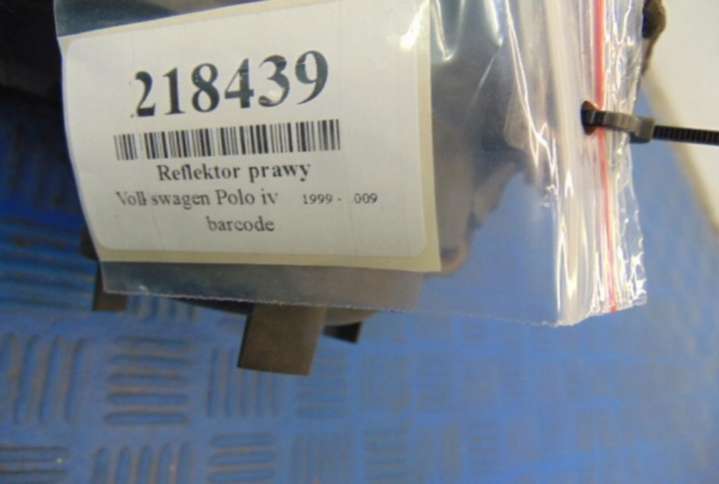 218439
Reflektor prawy
Volkswagen Polo iv 1999 - 009
barcode